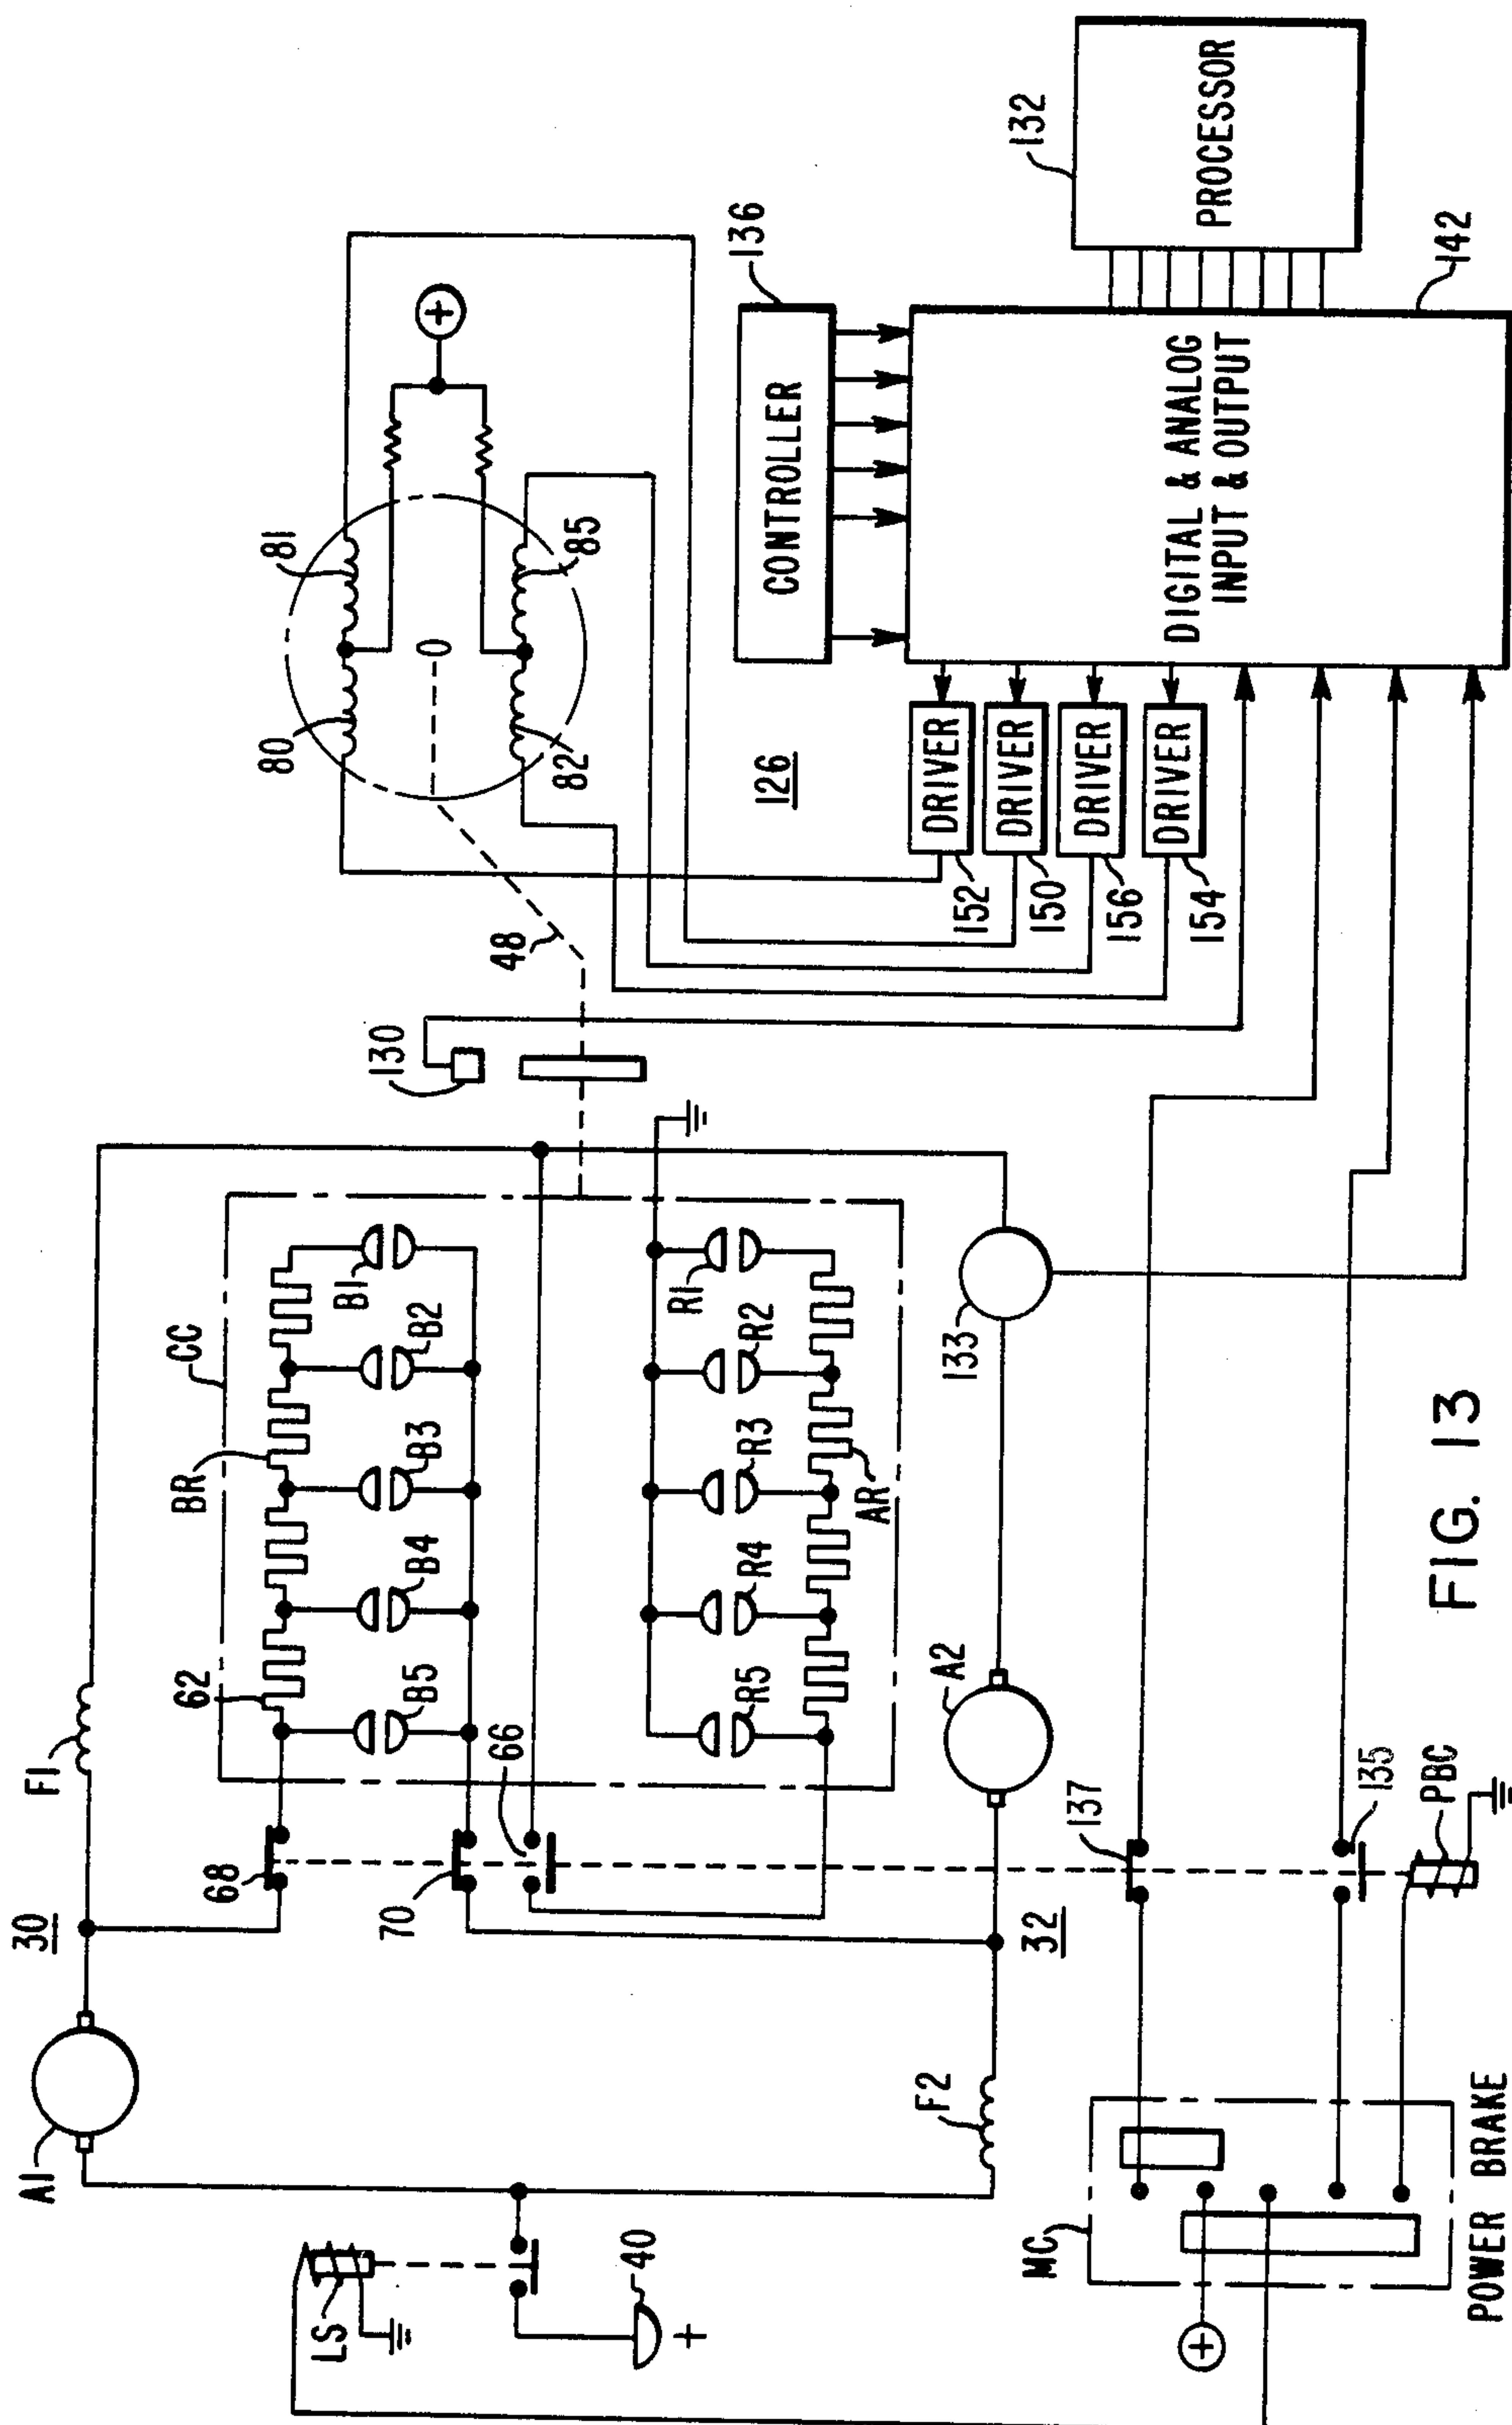 30
A1
F1
68
62
BR
CC
B5
B4
B3
B2
B1
70
66
R5
R4
R3
R2
R1
AR
LS
40
+
F2
32
A2
133
130
48
80
81
82
85
+
126
136
CONTROLLER
132
PROCESSOR
152
DRIVER
150
DRIVER
156
DRIVER
154
DRIVER
DIGITAL & ANALOG
INPUT & OUTPUT
142
MC
+
137
135
PBC
POWER BRAKE
FIG. 13